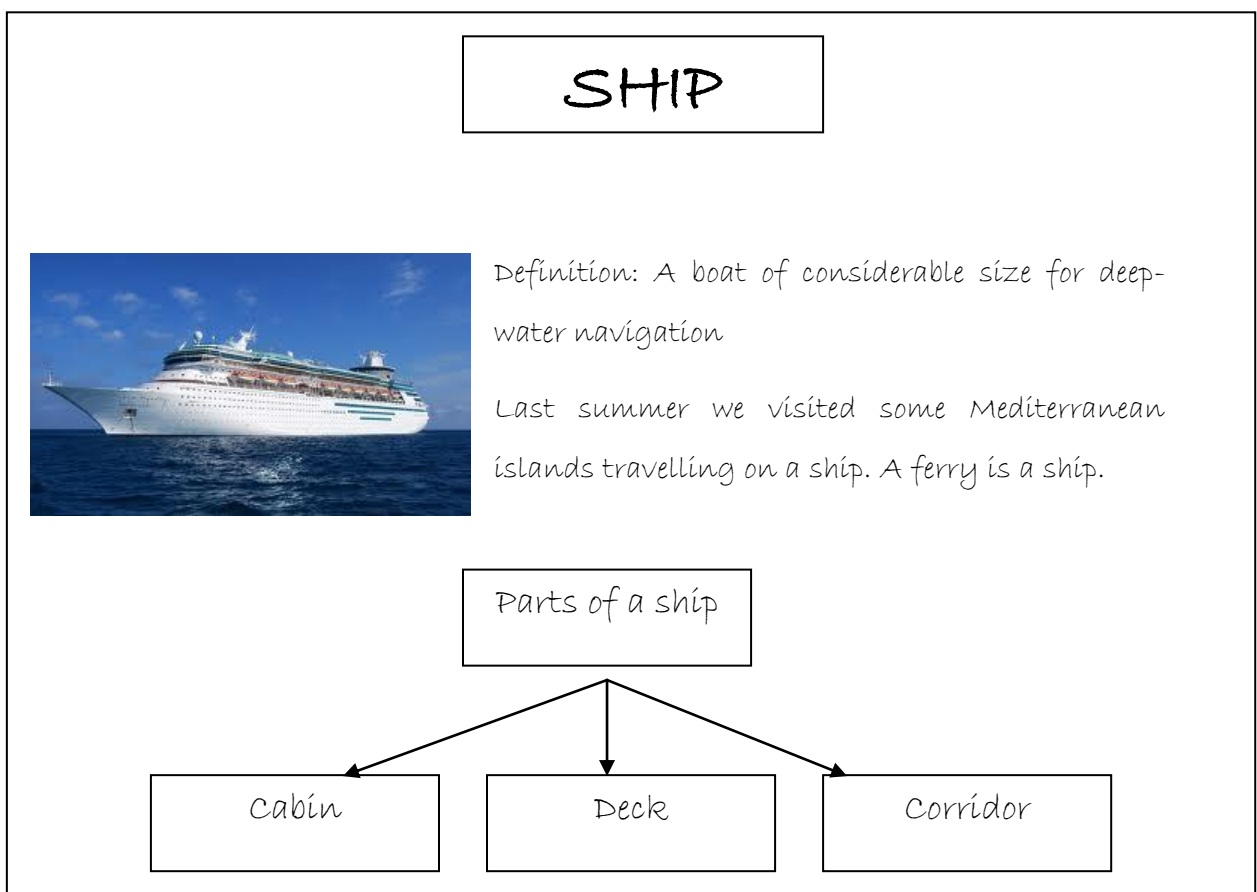 SHIP
Definition: A boat of considerable size for deep-
water navigation
Last summer we visited some Mediterranean
islands travelling on a ship. A ferry is a ship.
Parts of a ship
Cabin
Deck
Corridor